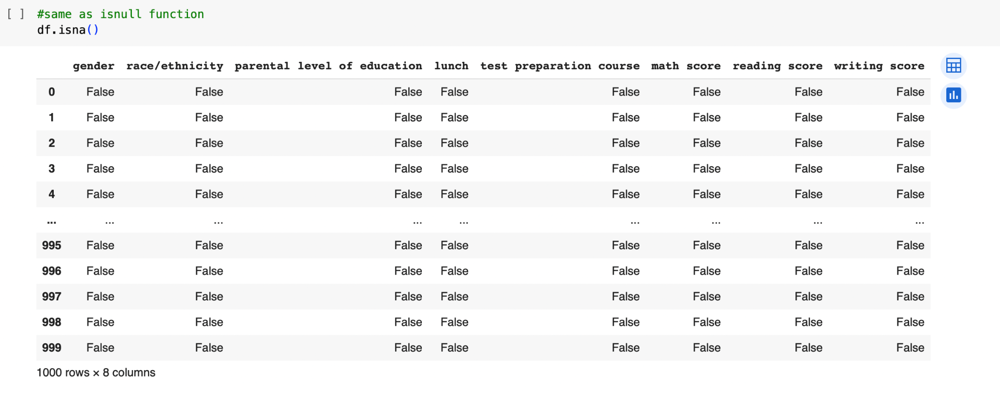 [ ] #same as isnull function
df.isna()
gender race/ethnicity parental level of education lunch test preparation course math score reading score writing score
0 False False False False False False False False
1 False False False False False False False False
2 False False False False False False False False
3 False False False False False False False False
4 False False False False False False False False
... ... ... ... ... ... ... ... ...
995 False False False False False False False False
996 False False False False False False False False
997 False False False False False False False False
998 False False False False False False False False
999 False False False False False False False False
1000 rows × 8 columns